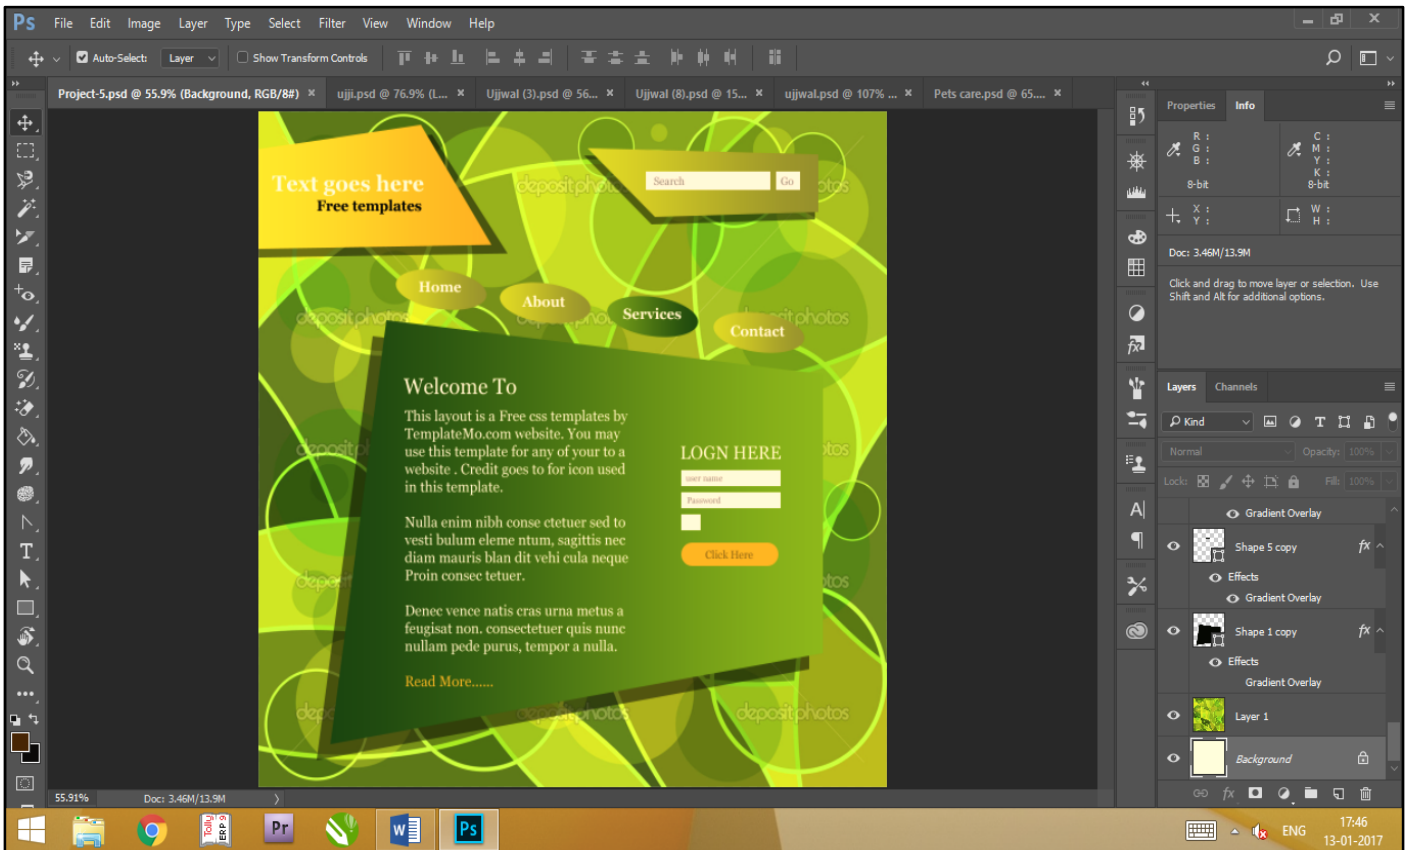 Ps File Edit Image Layer Type Select Filter View Window Help
Auto-Select: Layer Show Transform Controls
Project-5.psd @ 55.9% (Background, RGB/8#) × ujji.psd @ 76.9% (L... × Ujjwal (3).psd @ 56... × Ujjwal (8).psd @ 15... × ujjwal.psd @ 107% ... × Pets care.psd @ 65.... ×
Text goes here
Free templates
Search Go
depositphotos
Home
About
Services
Contact
Welcome To
This layout is a Free css templates by
TemplateMo.com website. You may
use this template for any of your to a
website . Credit goes to for icon used
in this template.
Nulla enim nibh conse ctetuer sed to
vesti bulum eleme ntum, sagittis nec
diam mauris blan dit vehi cula neque
Proin consec tetuer.
Denec vence natis cras urna metus a
feugisat non. consectetuer quis nunc
nullam pede purus, tempor a nulla.
Read More......
LOGN HERE
user name
Password
Click Here
depositphotos
Properties Info
R : C :
G : M :
B : Y :
K :
8-bit 8-bit
X : W :
Y : H :
Doc: 3.46M/13.9M
Click and drag to move layer or selection. Use
Shift and Alt for additional options.
Layers Channels
Kind
Normal Opacity: 100%
Lock: Fill: 100%
Gradient Overlay
Shape 5 copy fx
Effects
Gradient Overlay
Shape 1 copy fx
Effects
Gradient Overlay
Layer 1
Background
fx
55.91% Doc: 3.46M/13.9M
Tally ERP 9 Pr W Ps ENG 17:46
13-01-2017